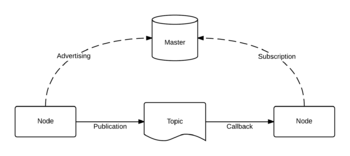 Master
Advertising
Subscription
Node
Topic
Node
Publication
Callback